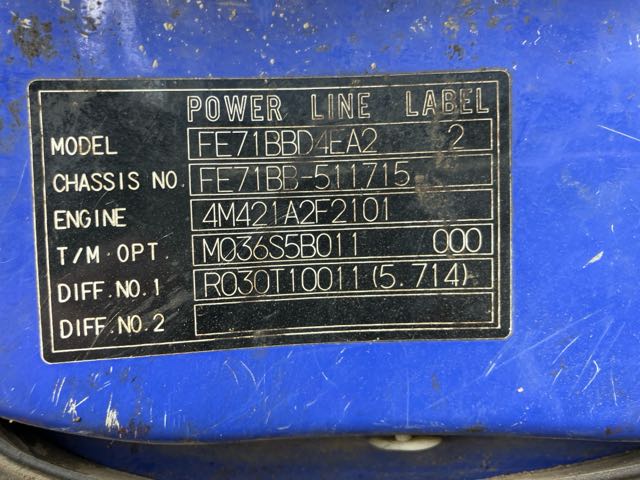 POWER LINE LABEL
MODEL FE71BBD4EA2 2
CHASSIS NO. FE71BB-511715
ENGINE 4M421A2F2101
T/M OPT. M036S5B011 000
DIFF.NO.1 R030T10011(5.714)
DIFF.NO.2